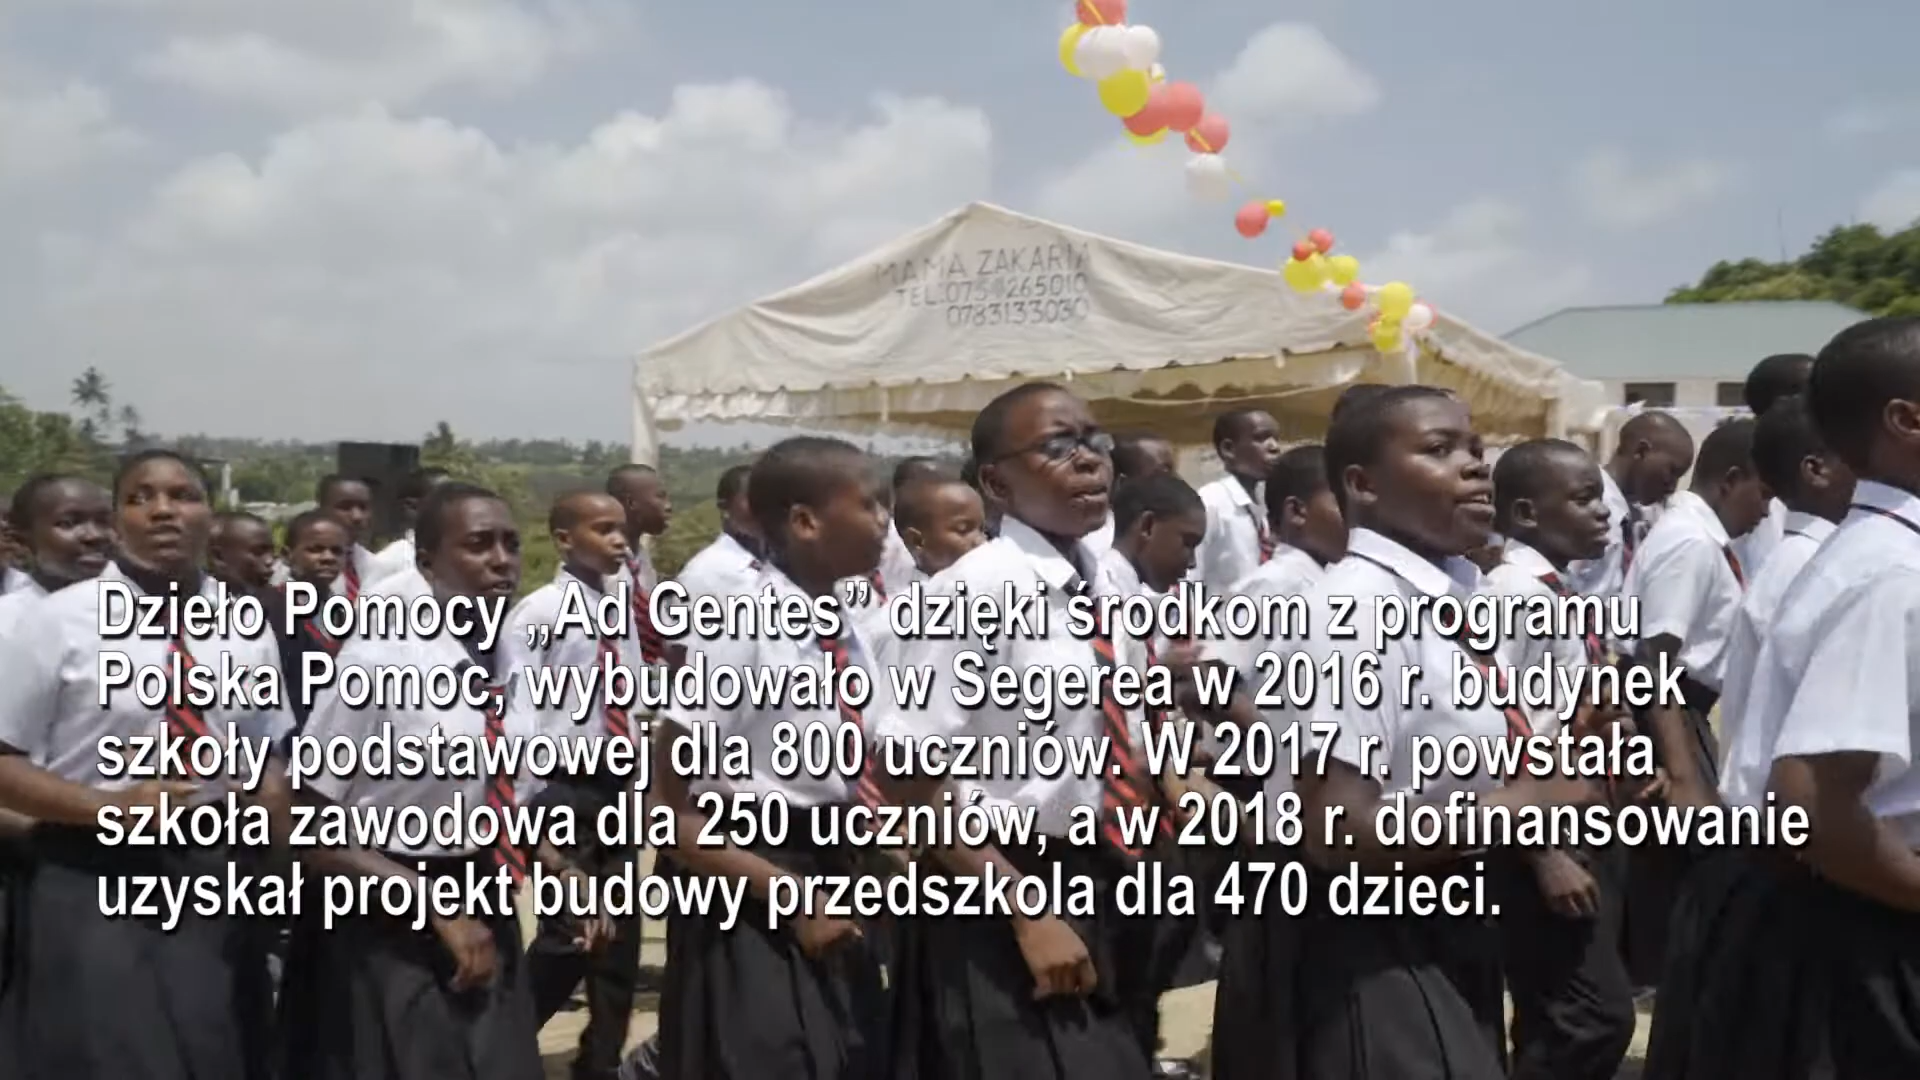 MAMA ZAKARIA
TEL:0754265010
0783133030
Dzieło Pomocy „Ad Gentes” dzięki środkom z programu
Polska Pomoc, wybudowało w Segerea w 2016 r. budynek
szkoły podstawowej dla 800 uczniów. W 2017 r. powstała
szkoła zawodowa dla 250 uczniów, a w 2018 r. dofinansowanie
uzyskał projekt budowy przedszkola dla 470 dzieci.